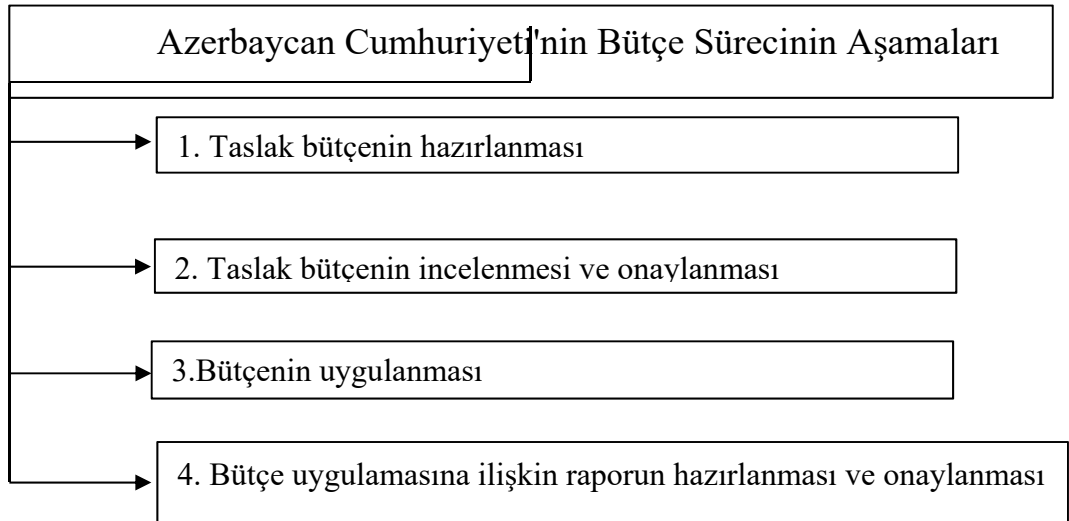 Azerbaycan Cumhuriyeti'nin Bütçe Sürecinin Aşamaları
1. Taslak bütçenin hazırlanması
2. Taslak bütçenin incelenmesi ve onaylanması
3.Bütçenin uygulanması
4. Bütçe uygulamasına ilişkin raporun hazırlanması ve onaylanması